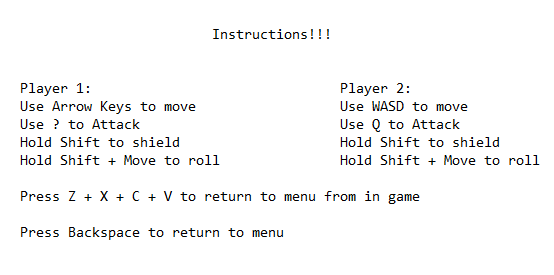 Instructions!!!
Player 1:
Use Arrow Keys to move
Use ? to Attack
Hold Shift to shield
Hold Shift + Move to roll
Player 2:
Use WASD to move
Use Q to Attack
Hold Shift to shield
Hold Shift + Move to roll
Press Z + X + C + V to return to menu from in game
Press Backspace to return to menu